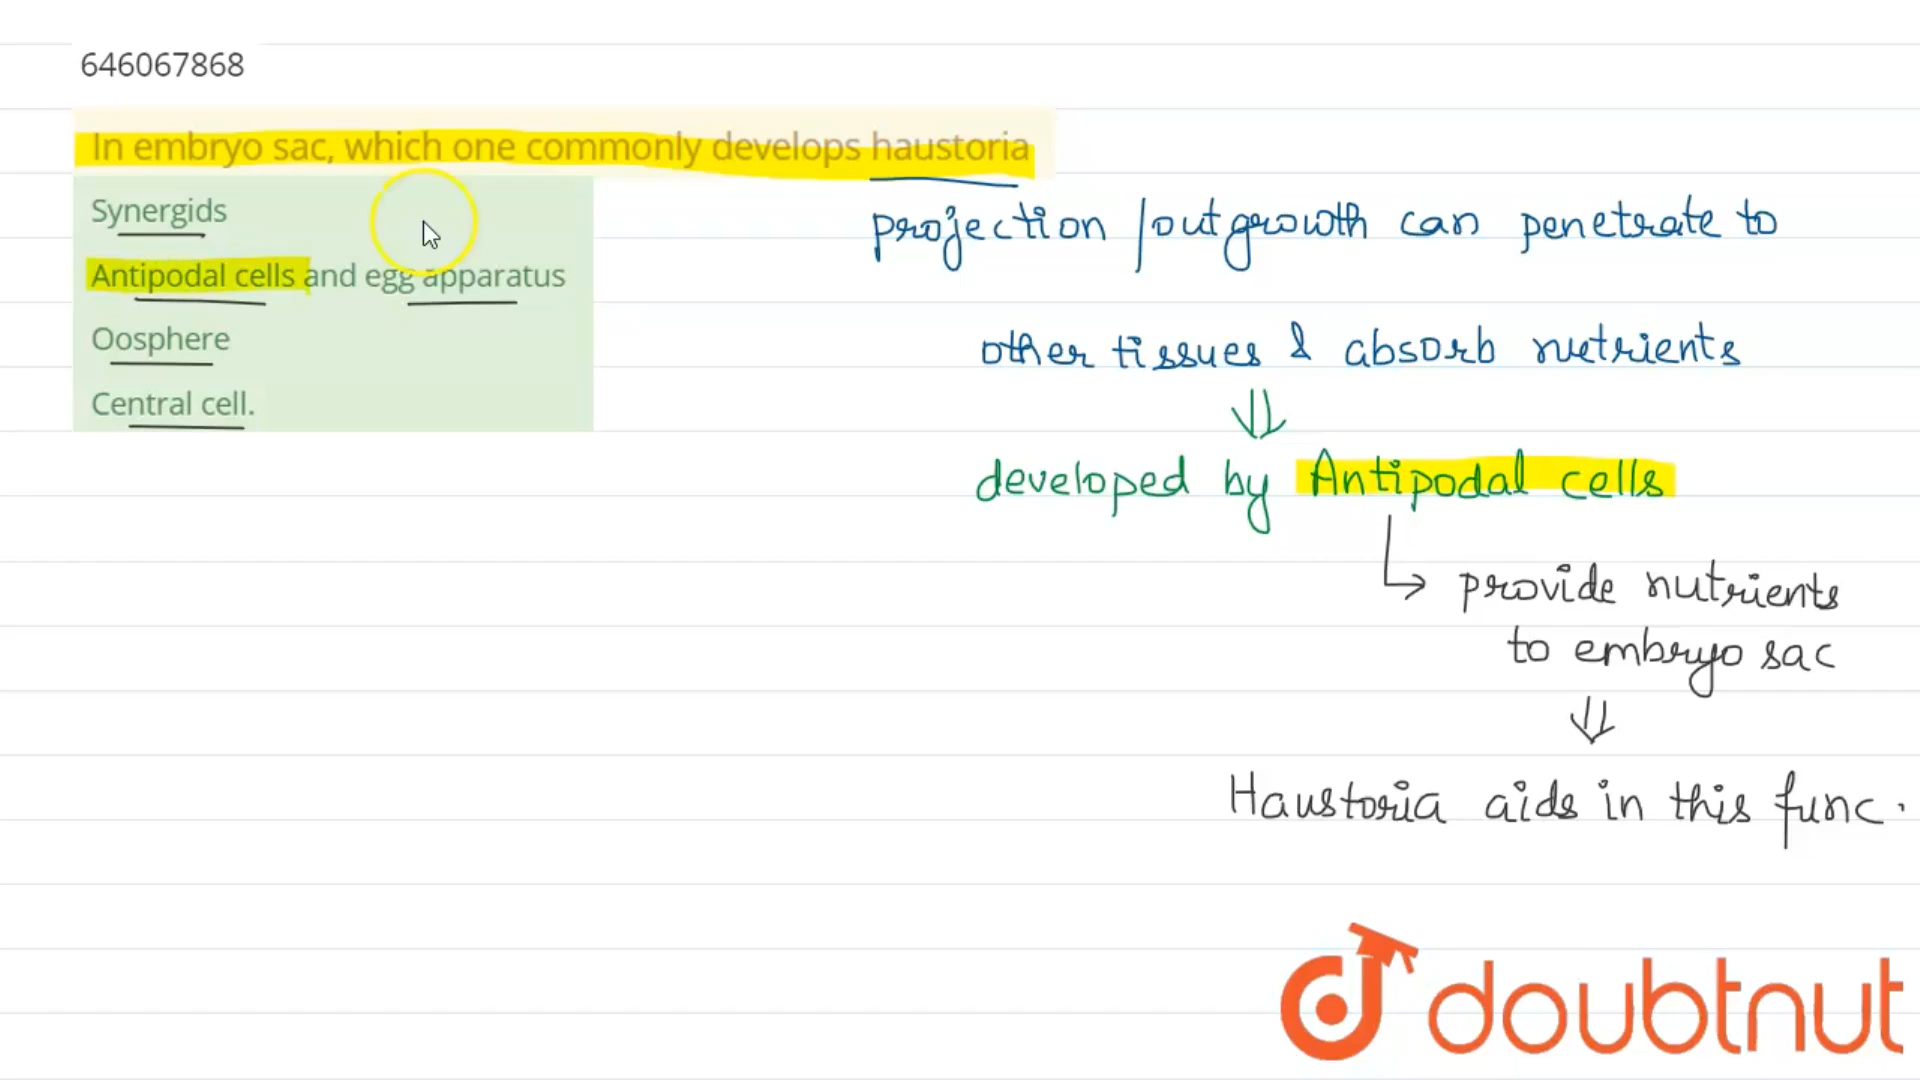 646067868
In embryo sac, which one commonly develops haustoria
Synergids
Antipodal cells and egg apparatus
Oosphere
Central cell.
projection / outgrowth can penetrate to
other tissues & absorb nutrients
developed by Antipodal cells
provide nutrients
to embryo sac
Haustoria aids in this func.
doubtnut